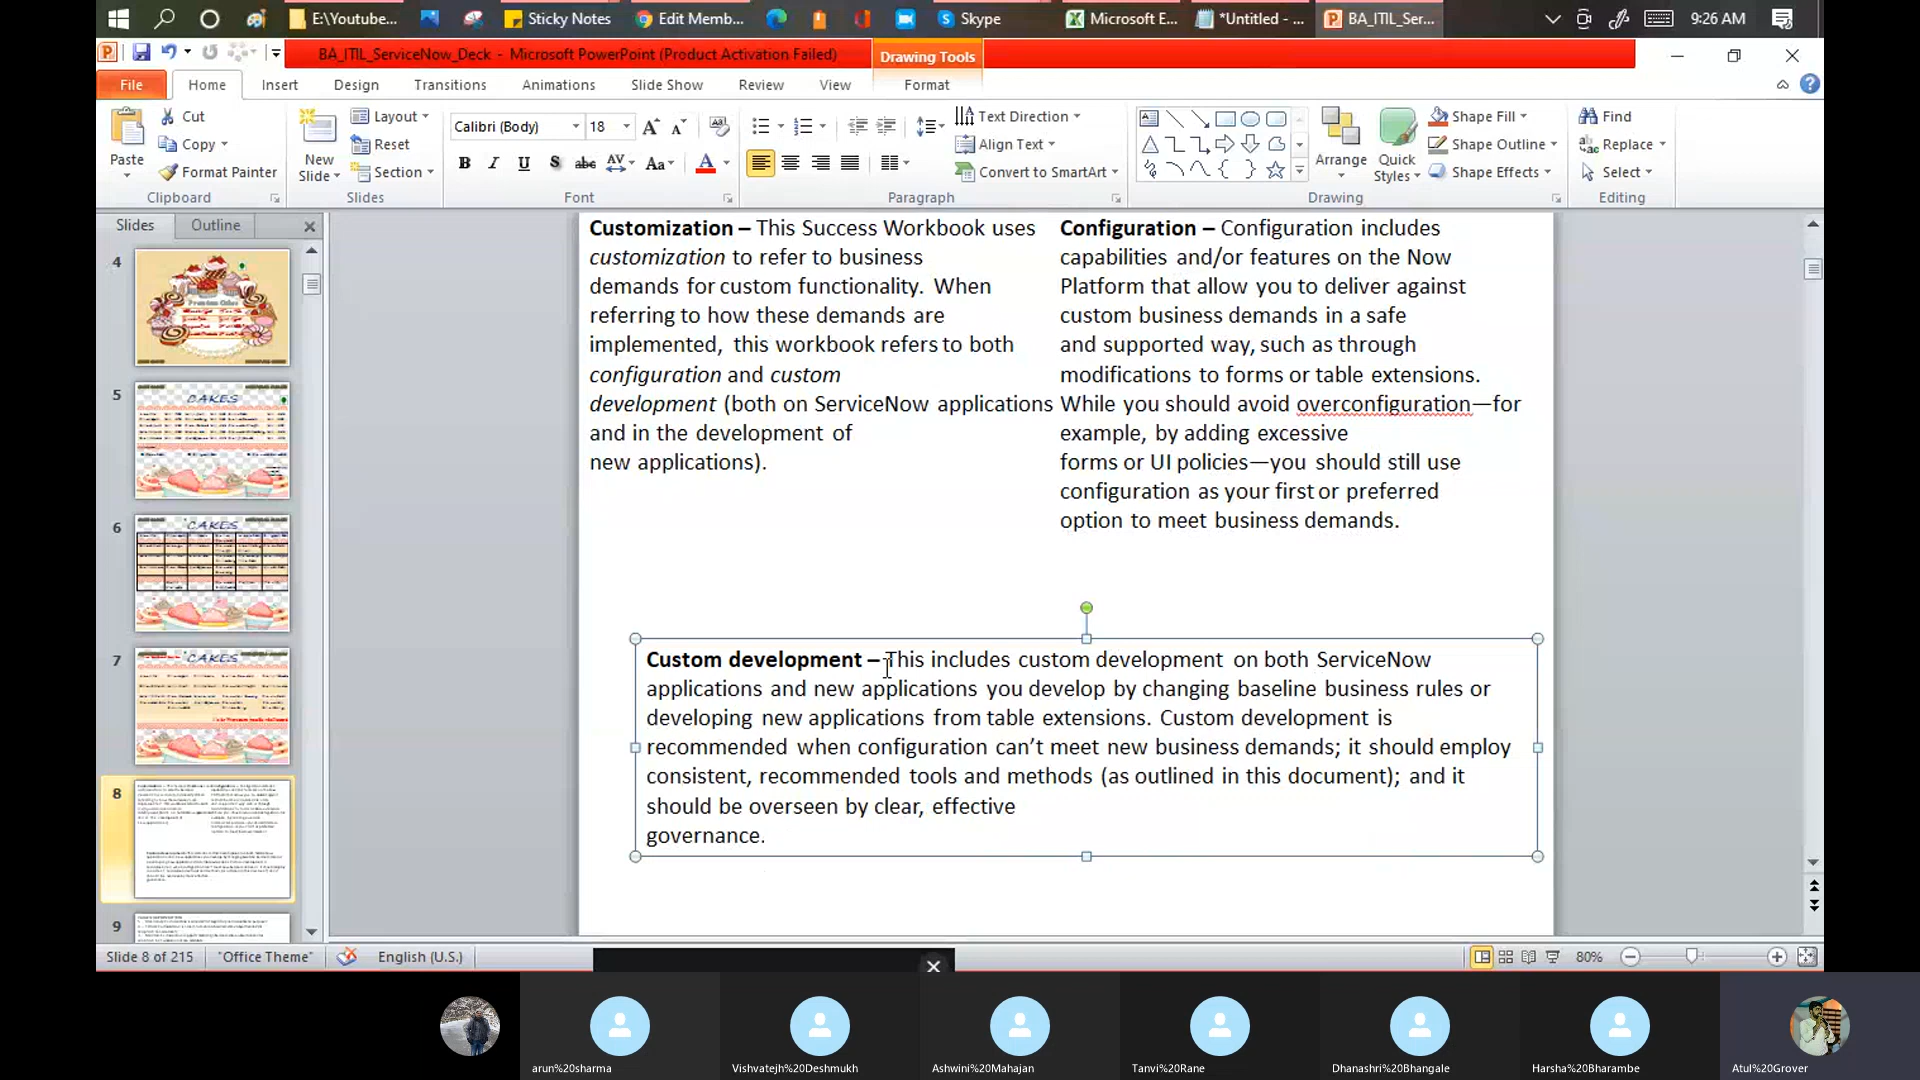 E:\Youtube...
Sticky Notes
Edit Memb...
Skype
Microsoft E...
*Untitled - ...
BA_ITIL_Ser...
9:26 AM
BA_ITIL_ServiceNow_Deck - Microsoft PowerPoint (Product Activation Failed)
Drawing Tools
File
Home
Insert
Design
Transitions
Animations
Slide Show
Review
View
Format
Paste
Cut
Copy
Format Painter
Clipboard
New Slide
Layout
Reset
Section
Slides
Calibri (Body)
18
Font
Paragraph
Text Direction
Align Text
Convert to SmartArt
Arrange
Quick Styles
Shape Fill
Shape Outline
Shape Effects
Drawing
Find
Replace
Select
Editing
Slides
Outline
4
5
CAKES
6
CAKES
7
CAKES
8
9
Customization – This Success Workbook uses
customization to refer to business
demands for custom functionality. When
referring to how these demands are
implemented, this workbook refers to both
configuration and custom
development (both on ServiceNow applications
and in the development of
new applications).
Configuration – Configuration includes
capabilities and/or features on the Now
Platform that allow you to deliver against
custom business demands in a safe
and supported way, such as through
modifications to forms or table extensions.
While you should avoid overconfiguration—for
example, by adding excessive
forms or UI policies—you should still use
configuration as your first or preferred
option to meet business demands.
Custom development – This includes custom development on both ServiceNow
applications and new applications you develop by changing baseline business rules or
developing new applications from table extensions. Custom development is
recommended when configuration can’t meet new business demands; it should employ
consistent, recommended tools and methods (as outlined in this document); and it
should be overseen by clear, effective
governance.
Slide 8 of 215
"Office Theme"
English (U.S.)
80%
arun%20sharma
Vishvatejh%20Deshmukh
Ashwini%20Mahajan
Tanvi%20Rane
Dhanashri%20Bhangale
Harsha%20Bharambe
Atul%20Grover